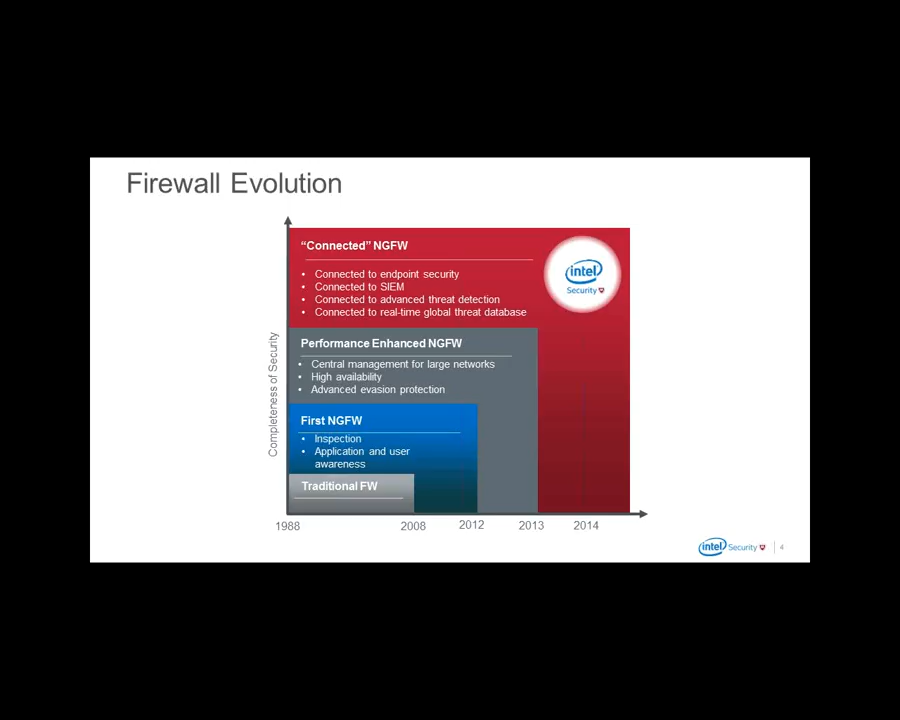 Firewall Evolution
"Connected" NGFW
• Connected to endpoint security
• Connected to SIEM
• Connected to advanced threat detection
• Connected to real-time global threat database
intel
Security
Performance Enhanced NGFW
• Central management for large networks
• High availability
• Advanced evasion protection
First NGFW
• Inspection
• Application and user
awareness
Traditional FW
Completeness of Security
1988
2008
2012
2013
2014
intel Security
4